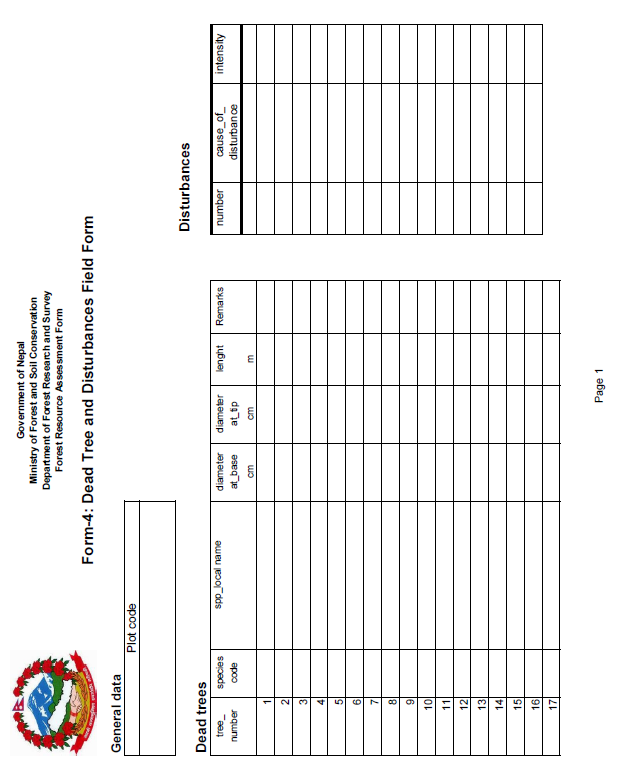 Government of Nepal
Ministry of Forest and Soil Conservation
Department of Forest Research and Survey
Forest Resource Assessment Form
Form-4: Dead Tree and Disturbances Field Form
General data
Plot code
Dead trees
tree_
number
species
code
spp_local name
diameter
at_base
cm
diameter
at_tip
cm
lenght
m
Remarks
1
2
3
4
5
6
7
8
9
10
11
12
13
14
15
16
17
Disturbances
number
cause_of_
disturbance
intensity
Page 1